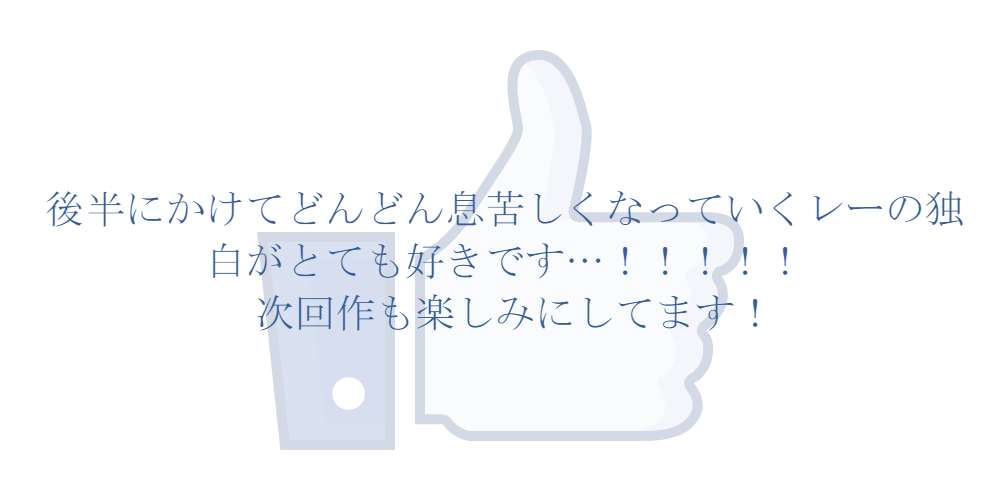 後半にかけてどんどん息苦しくなっていくレーの独
白がとても好きです…！！！！！
次回作も楽しみにしてます！